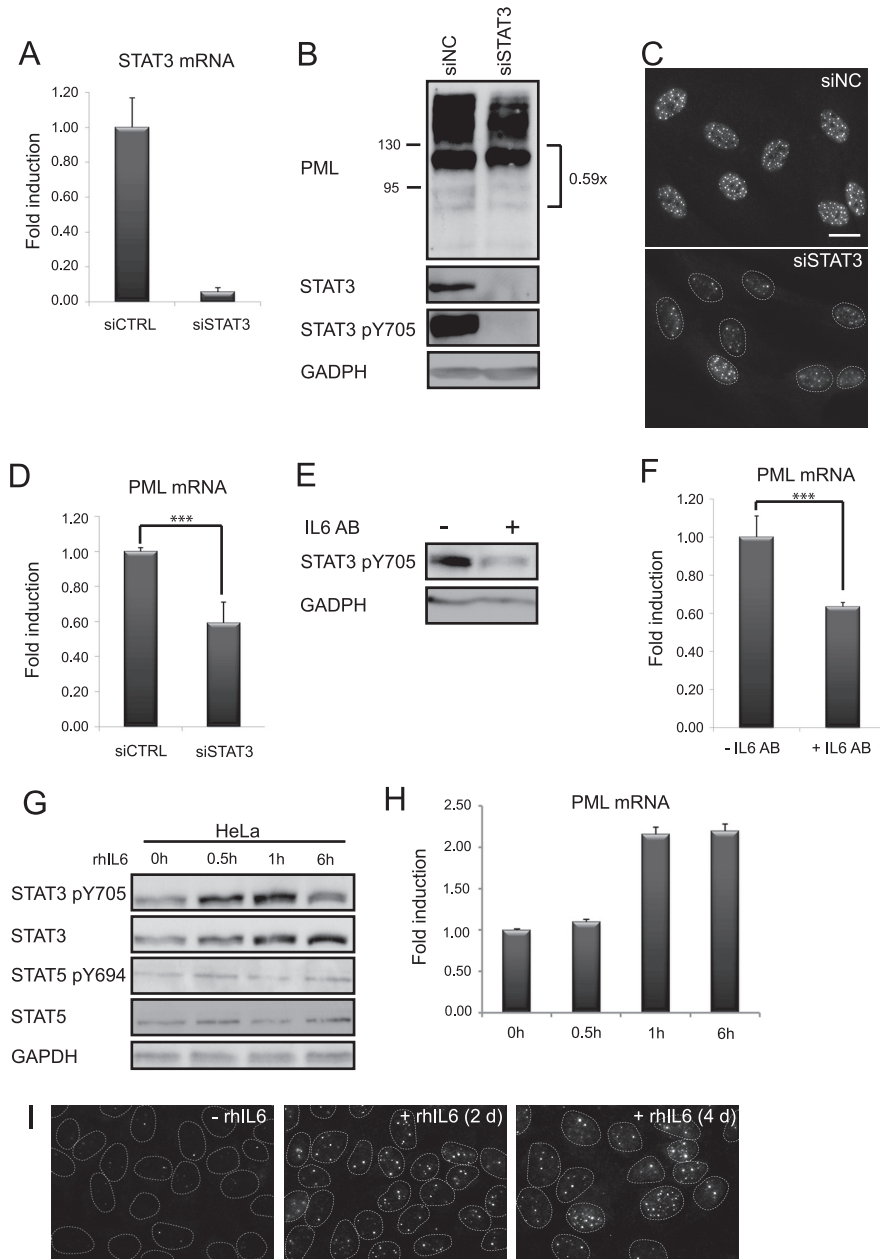 A
STAT3 mRNA
Fold induction
1.20
1.00
0.80
0.60
0.40
0.20
0.00
siCTRL
siSTAT3
B
siNC
siSTAT3
PML
130
95
0.59x
STAT3
STAT3 pY705
GADPH
C
siNC
siSTAT3
D
PML mRNA
***
Fold induction
1.20
1.00
0.80
0.60
0.40
0.20
0.00
siCTRL
siSTAT3
E
IL6 AB - +
STAT3 pY705
GADPH
F
PML mRNA
***
Fold induction
1.20
1.00
0.80
0.60
0.40
0.20
0.00
- IL6 AB
+ IL6 AB
G
HeLa
rhIL6 0h 0.5h 1h 6h
STAT3 pY705
STAT3
STAT5 pY694
STAT5
GAPDH
H
PML mRNA
Fold induction
2.50
2.00
1.50
1.00
0.50
0.00
0h 0.5h 1h 6h
I
- rhIL6
+ rhIL6 (2 d)
+ rhIL6 (4 d)